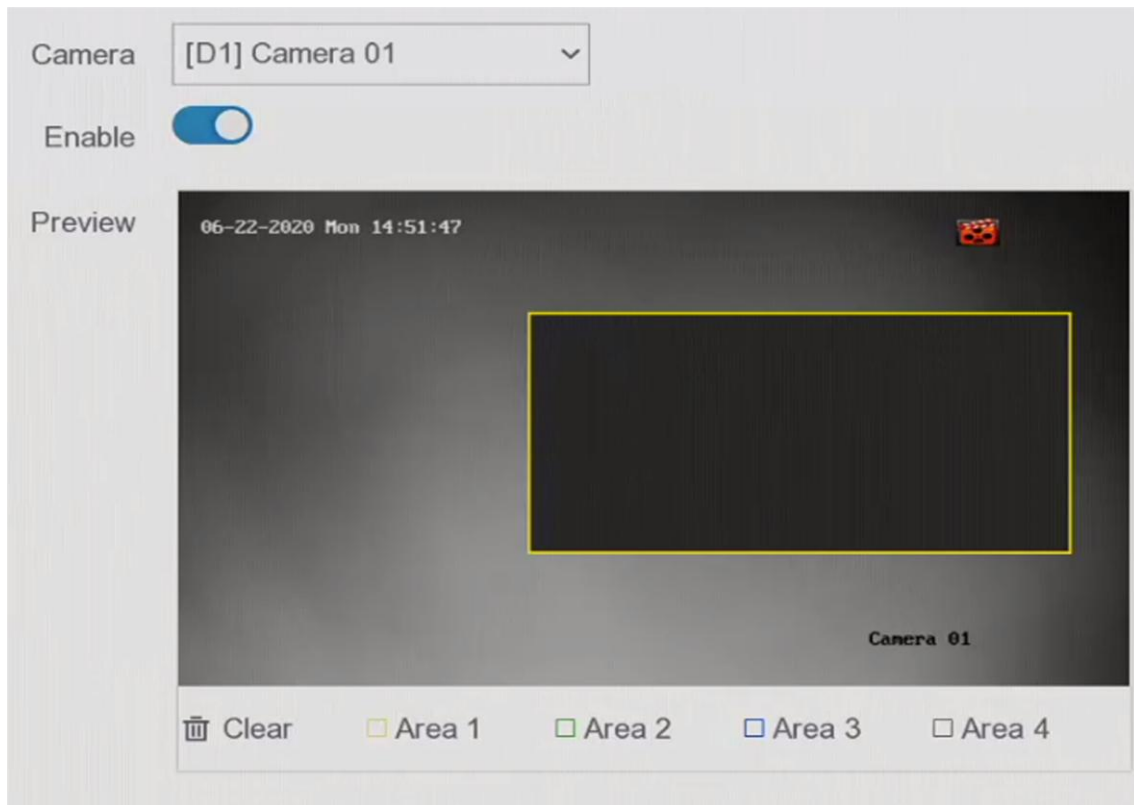 Camera [D1] Camera 01
Enable
Preview
06-22-2020 Mon 14:51:47
Camera 01
Clear Area 1 Area 2 Area 3 Area 4